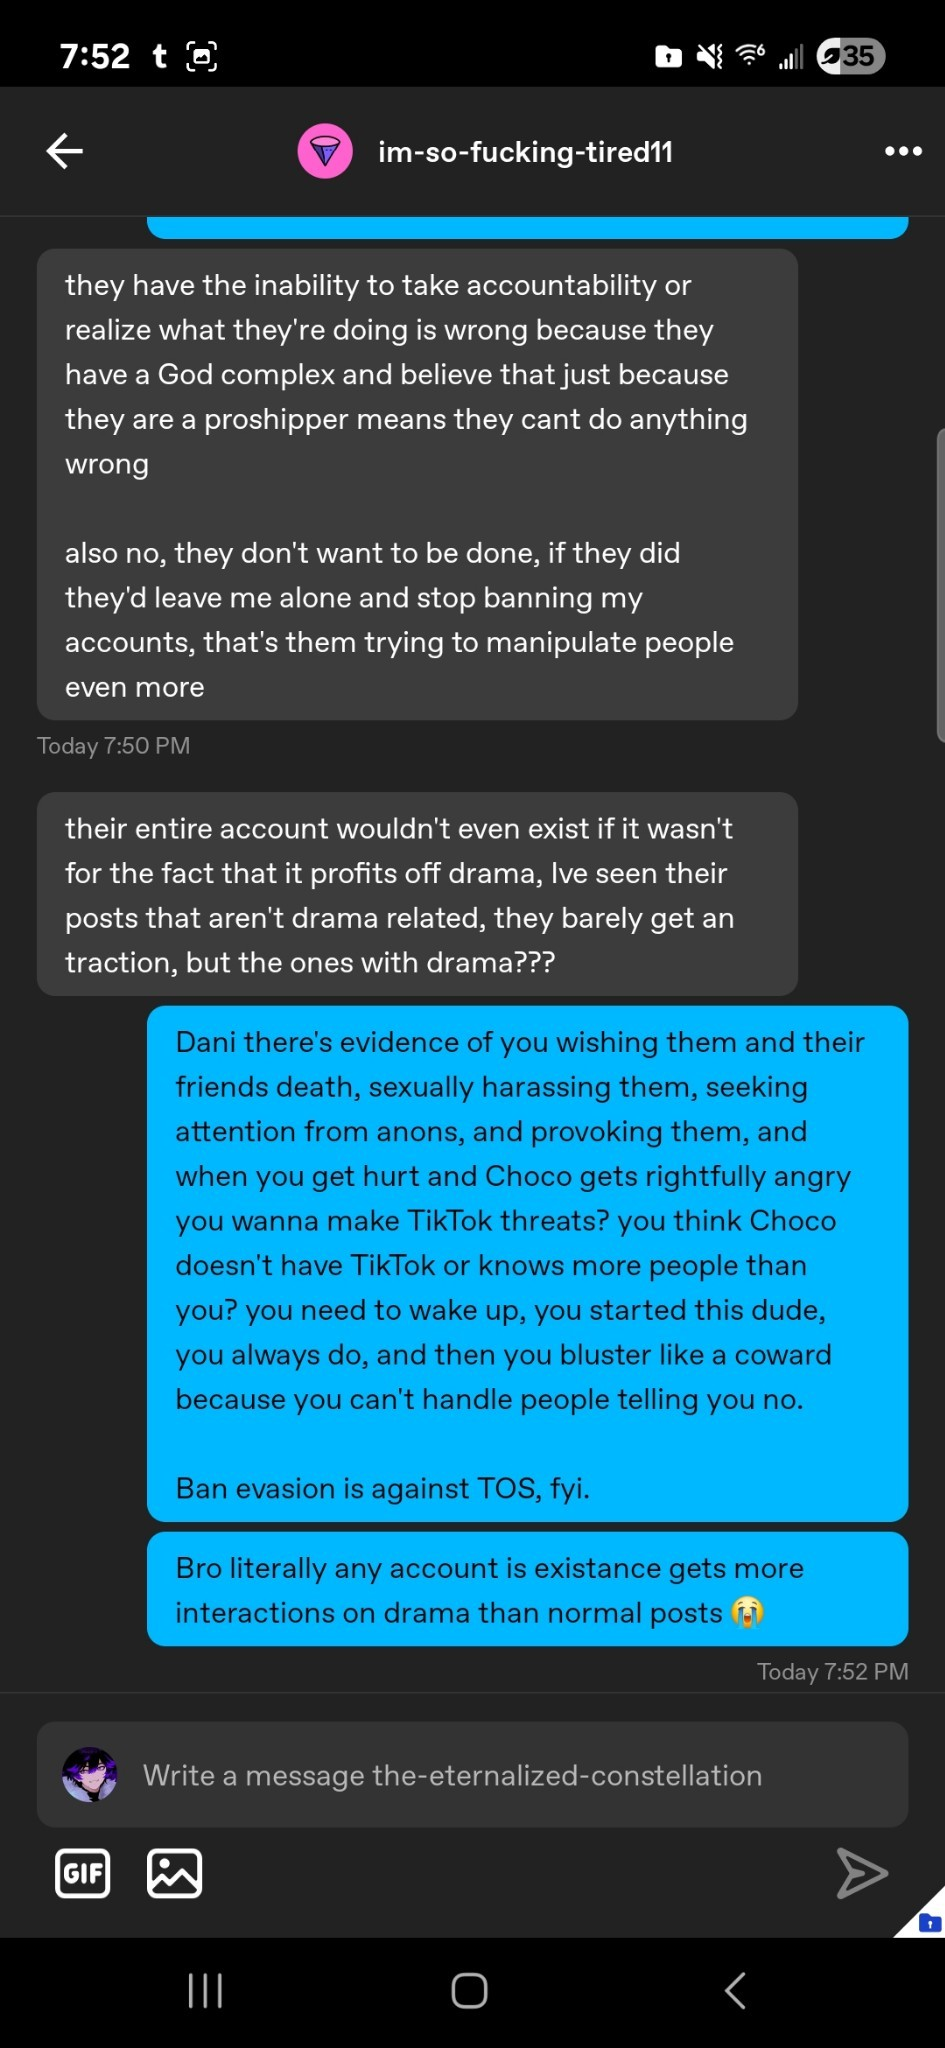 7:52 t 6 35
im-so-fucking-tired11
they have the inability to take accountability or
realize what they're doing is wrong because they
have a God complex and believe that just because
they are a proshipper means they cant do anything
wrong
also no, they don't want to be done, if they did
they'd leave me alone and stop banning my
accounts, that's them trying to manipulate people
even more
Today 7:50 PM
their entire account wouldn't even exist if it wasn't
for the fact that it profits off drama, Ive seen their
posts that aren't drama related, they barely get an
traction, but the ones with drama???
Dani there's evidence of you wishing them and their
friends death, sexually harassing them, seeking
attention from anons, and provoking them, and
when you get hurt and Choco gets rightfully angry
you wanna make TikTok threats? you think Choco
doesn't have TikTok or knows more people than
you? you need to wake up, you started this dude,
you always do, and then you bluster like a coward
because you can't handle people telling you no.
Ban evasion is against TOS, fyi.
Bro literally any account is existance gets more
interactions on drama than normal posts 😭
Today 7:52 PM
Write a message the-eternalized-constellation
GIF